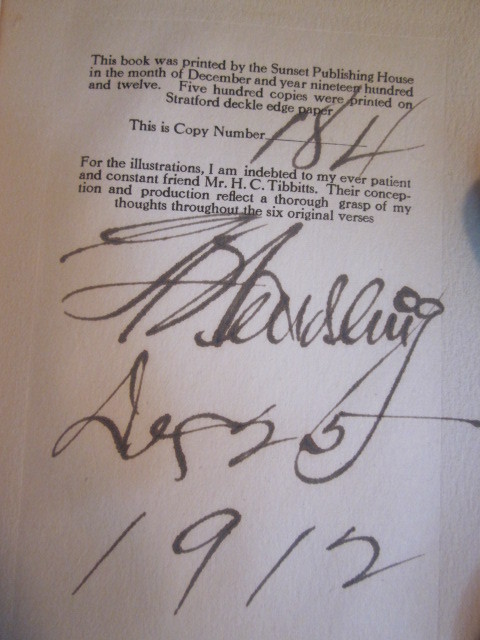 This book was printed by the Sunset Publishing House
in the month of December and year nineteen hundred
and twelve. Five hundred copies were printed on
Stratford deckle edge paper
This is Copy Number 184
For the illustrations, I am indebted to my ever patient
and constant friend Mr. H. C. Tibbitts. Their concep-
tion and production reflect a thorough grasp of my
thoughts throughout the six original verses
Dec 25
1912